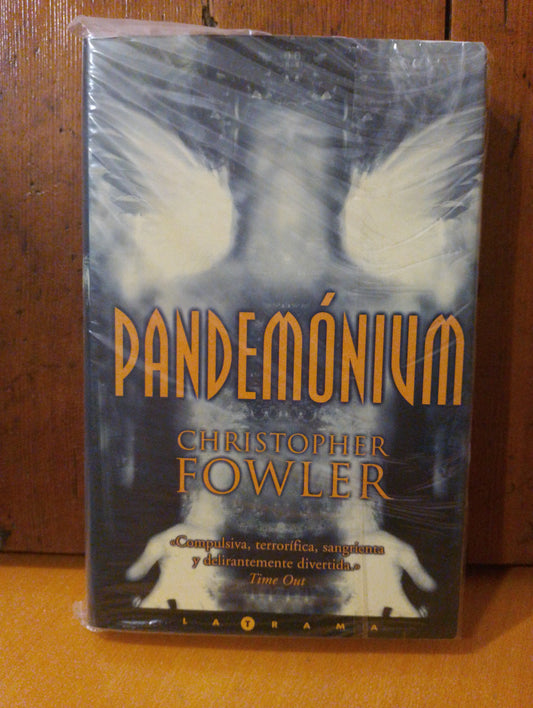 PANDEMÓNIUM
CHRISTOPHER
FOWLER
«Compulsiva, terrorífica, sangrienta
y delirantemente divertida.»
Time Out
LA TRAMA